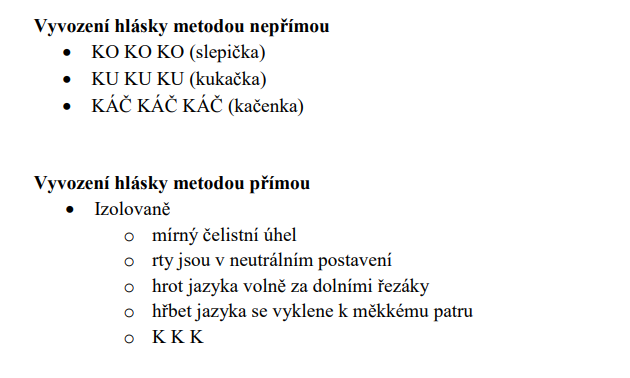 Vyvození hlásky metodou nepřímou
• KO KO KO (slepička)
• KU KU KU (kukačka)
• KÁČ KÁČ KÁČ (kačenka)
Vyvození hlásky metodou přímou
• Izolovaně
o mírný čelistní úhel
o rty jsou v neutrálním postavení
o hrot jazyka volně za dolními řezáky
o hřbet jazyka se vyklene k měkkému patru
o K K K